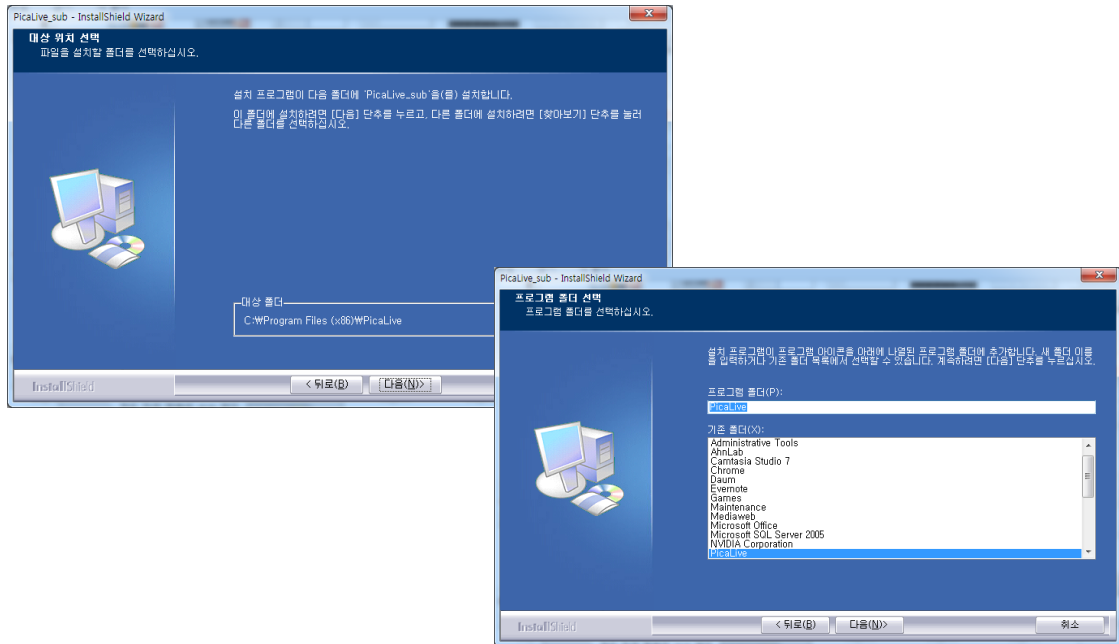 PicaLive_sub - InstallShield Wizard
대상 위치 선택
파일을 설치할 폴더를 선택하십시오.
설치 프로그램이 다음 폴더에 'PicaLive_sub'을(를) 설치합니다.
이 폴더에 설치하려면 [다음] 단추를 누르고, 다른 폴더에 설치하려면 [찾아보기] 단추를 눌러
다른 폴더를 선택하십시오.
대상 폴더
C:₩Program Files (x86)₩PicaLive
InstallShield
< 뒤로(B)
다음(N)>
PicaLive_sub - InstallShield Wizard
프로그램 폴더 선택
프로그램 폴더를 선택하십시오.
설치 프로그램이 프로그램 아이콘을 아래에 나열된 프로그램 폴더에 추가합니다. 새 폴더 이름
을 입력하거나 기존 폴더 목록에서 선택할 수 있습니다. 계속하려면 [다음] 단추를 누르십시오.
프로그램 폴더(P):
PicaLive
기존 폴더(X):
Administrative Tools
AhnLab
Camtasia Studio 7
Chrome
Daum
Evernote
Games
Maintenance
Mediaweb
Microsoft Office
Microsoft SQL Server 2005
NVIDIA Corporation
PicaLive
InstallShield
< 뒤로(B)
다음(N)>
취소